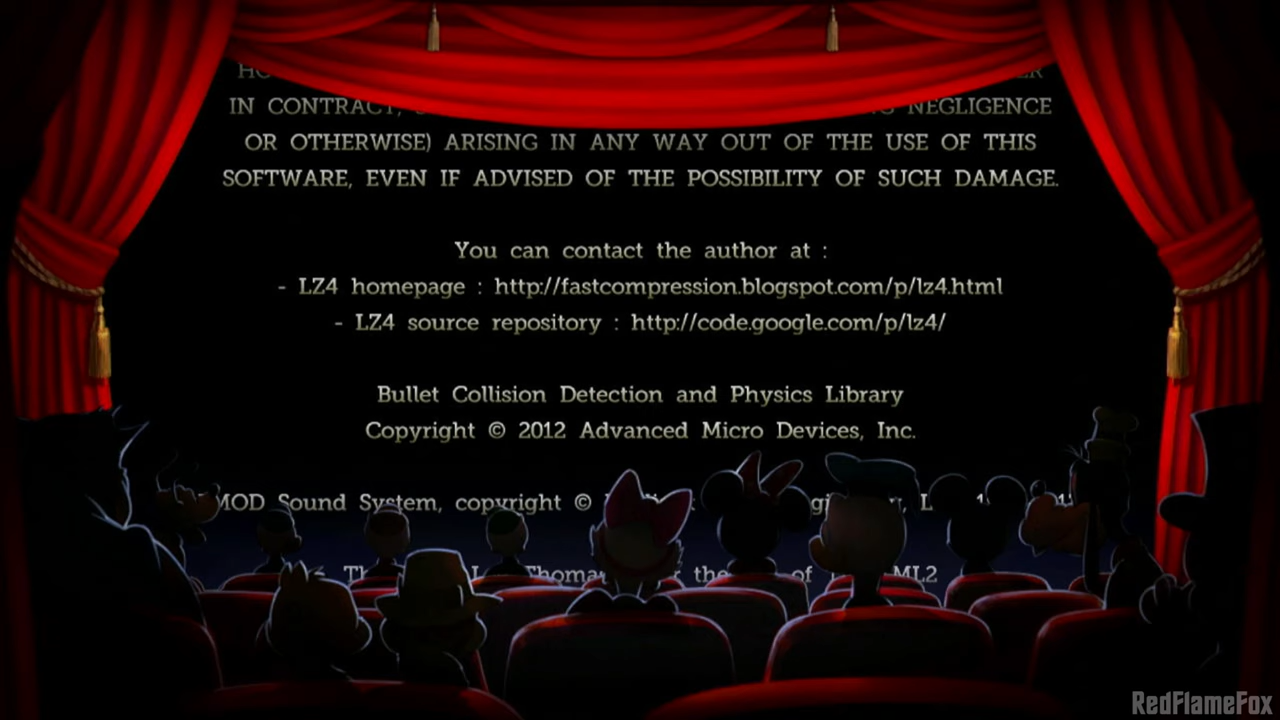 IN CONTRACT, NEGLIGENCE
OR OTHERWISE) ARISING IN ANY WAY OUT OF THE USE OF THIS
SOFTWARE, EVEN IF ADVISED OF THE POSSIBILITY OF SUCH DAMAGE.
You can contact the author at :
- LZ4 homepage : http://fastcompression.blogspot.com/p/lz4.html
- LZ4 source repository : http://code.google.com/p/lz4/
Bullet Collision Detection and Physics Library
Copyright © 2012 Advanced Micro Devices, Inc.
MOD Sound System, copyright ©
the of ML2
RedFlameFox